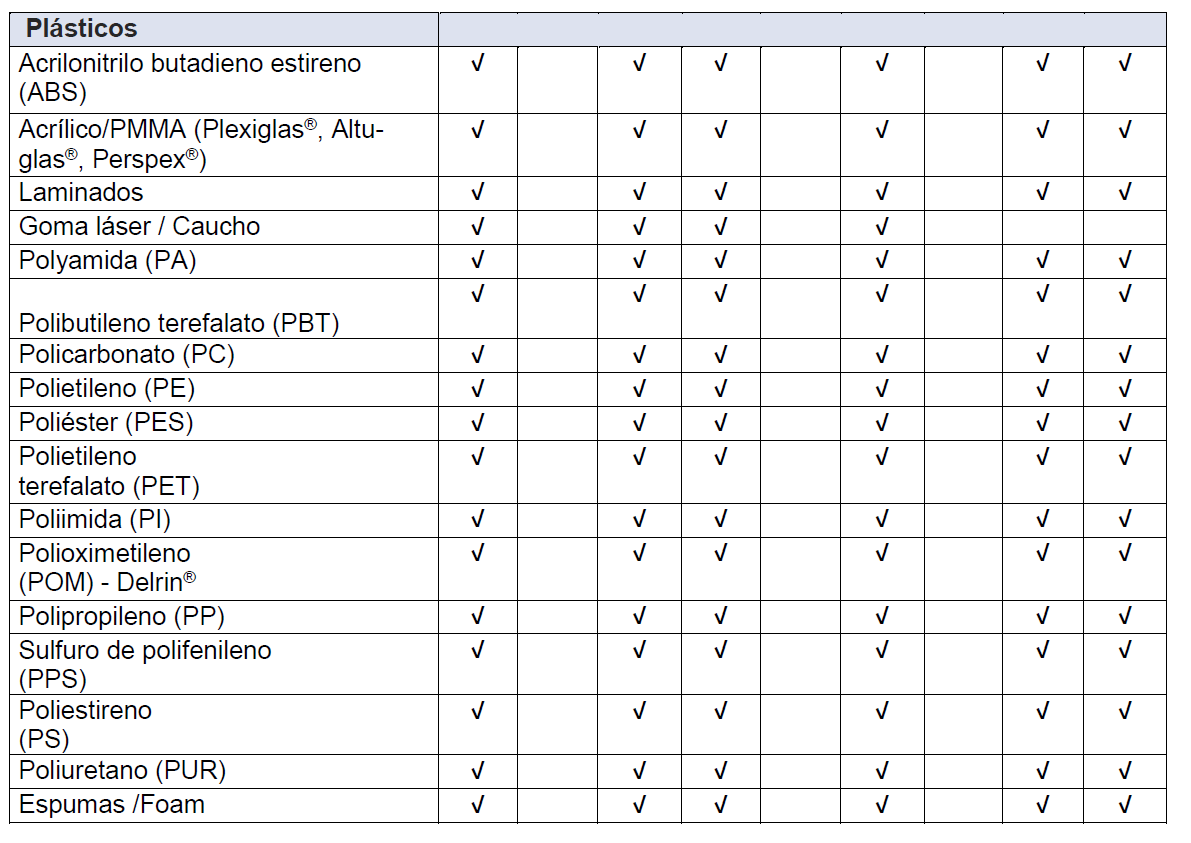 Plásticos
Acrilonitrilo butadieno estireno √ √ √ √ √ √
(ABS)
Acrílico/PMMA (Plexiglas®, Altu- √ √ √ √ √ √
glas®, Perspex®)
Laminados √ √ √ √ √ √
Goma láser / Caucho √ √ √ √
Polyamida (PA) √ √ √ √ √ √
√ √ √ √ √ √
Polibutileno terefalato (PBT)
Policarbonato (PC) √ √ √ √ √ √
Polietileno (PE) √ √ √ √ √ √
Poliéster (PES) √ √ √ √ √ √
Polietileno √ √ √ √ √ √
terefalato (PET)
Poliimida (PI) √ √ √ √ √ √
Polioximetileno √ √ √ √ √ √
(POM) - Delrin®
Polipropileno (PP) √ √ √ √ √ √
Sulfuro de polifenileno √ √ √ √ √ √
(PPS)
Poliestireno √ √ √ √ √ √
(PS)
Poliuretano (PUR) √ √ √ √ √ √
Espumas /Foam √ √ √ √ √ √